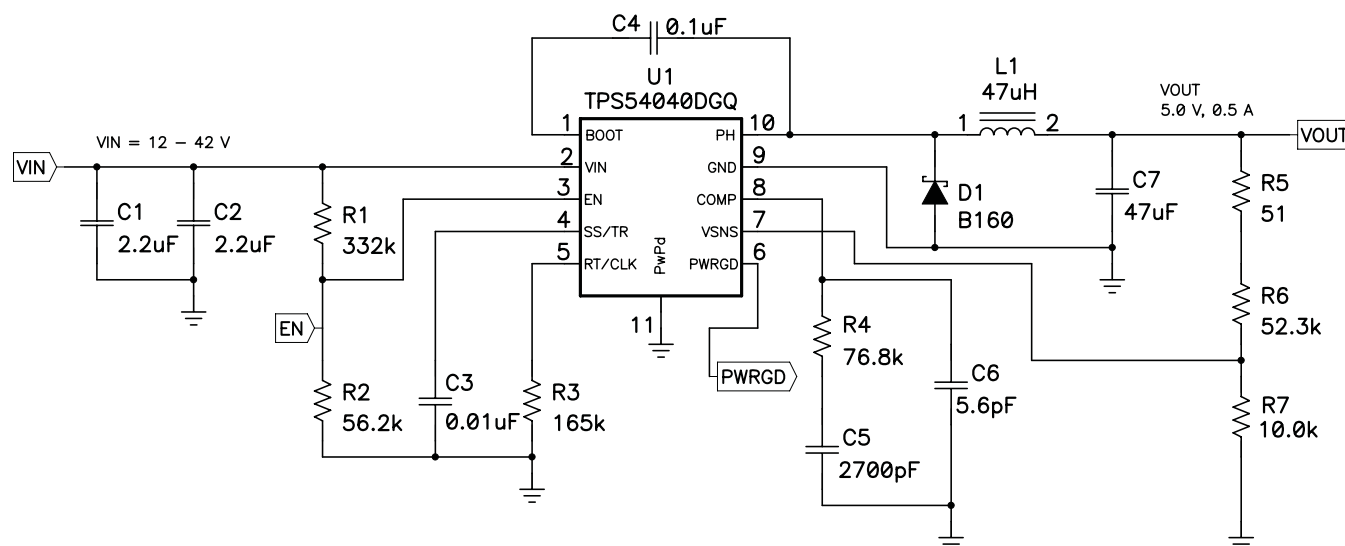 C4
0.1uF
U1
TPS54040DGQ
L1
47uH
VOUT
5.0 V, 0.5 A
VIN = 12 – 42 V
VIN
VOUT
EN
PWRGD
1 BOOT
2 VIN
3 EN
4 SS/TR
5 RT/CLK
PwPd
11
PH 10
GND 9
COMP 8
VSNS 7
PWRGD 6
1 2
C1
2.2uF
C2
2.2uF
R1
332k
R2
56.2k
C3
0.01uF
R3
165k
D1
B160
C7
47uF
R5
51
R6
52.3k
R7
10.0k
R4
76.8k
C6
5.6pF
C5
2700pF